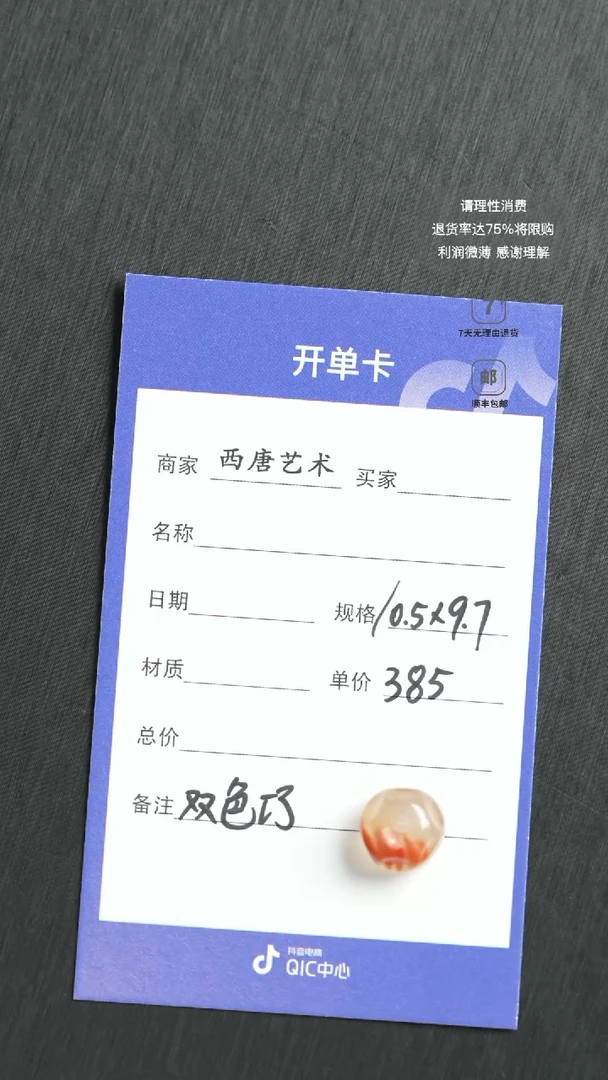 请理性消费
退货率达75%将限购
利润微薄 感谢理解
7
7天无理由退货
开单卡
邮
顺丰包邮
商家 西唐艺术 买家
名称
日期 规格 10.5x9.7
材质 单价 385
总价
备注 双色巧
抖音电商
QIC中心